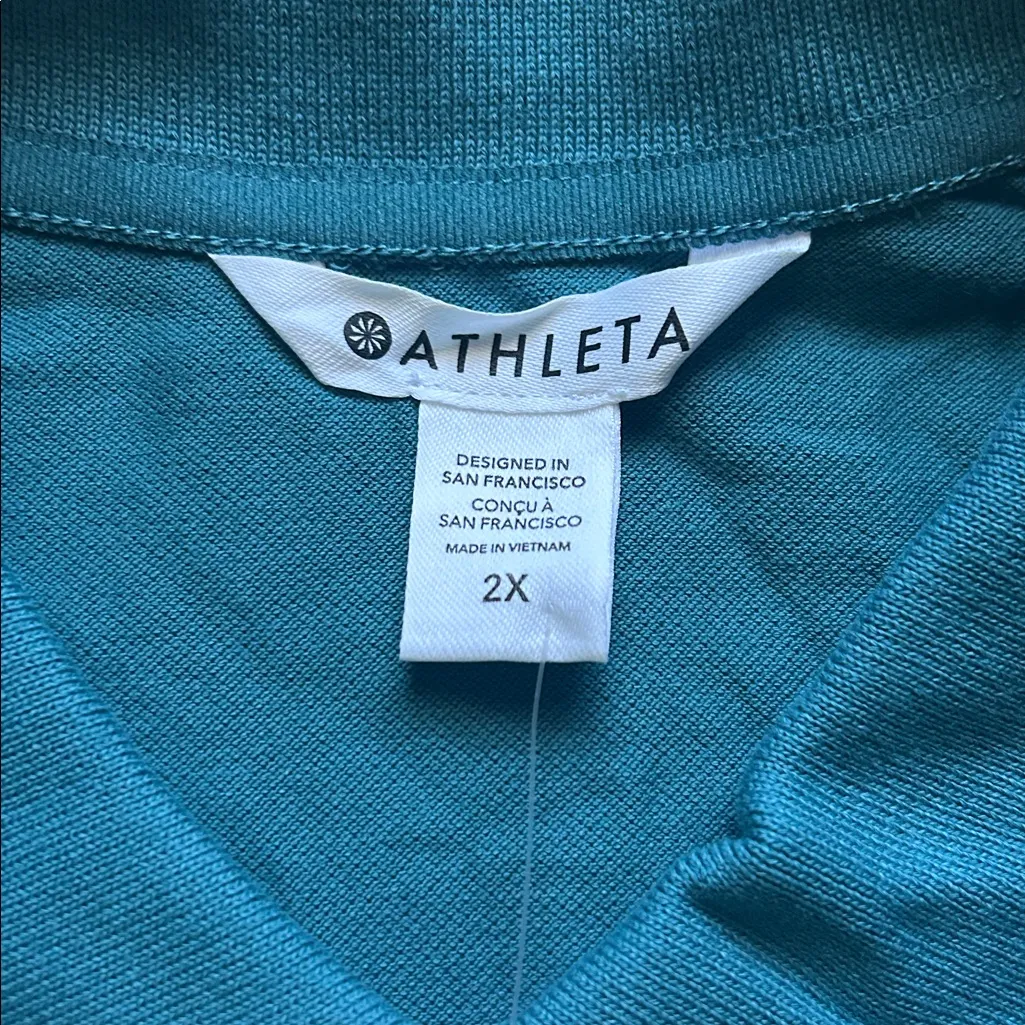 ATHLETA
DESIGNED IN
SAN FRANCISCO
CONÇU À
SAN FRANCISCO
MADE IN VIETNAM
2X